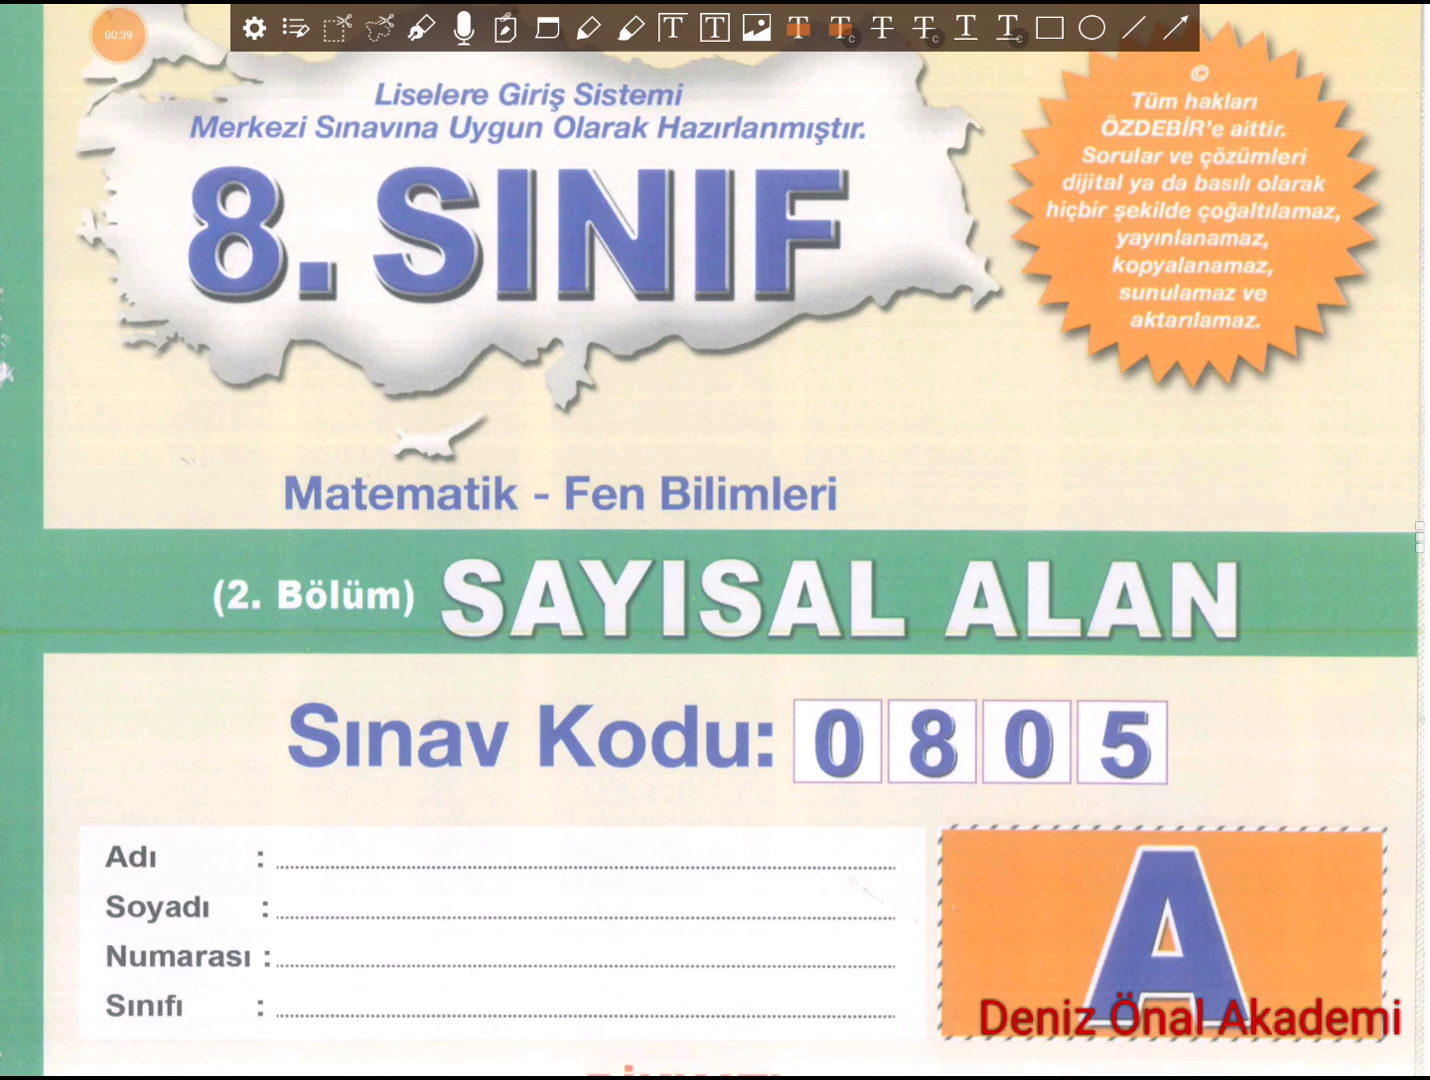 00:39
Liselere Giriş Sistemi
Merkezi Sınavına Uygun Olarak Hazırlanmıştır.
8. SINIF
©
Tüm hakları
ÖZDEBİR'e aittir.
Sorular ve çözümleri
dijital ya da basılı olarak
hiçbir şekilde çoğaltılamaz,
yayınlanamaz,
kopyalanamaz,
sunulamaz ve
aktarılamaz.
Matematik - Fen Bilimleri
(2. Bölüm) SAYISAL ALAN
Sınav Kodu: 0 8 0 5
Adı :
Soyadı :
Numarası :
Sınıfı :
A
Deniz Önal Akademi